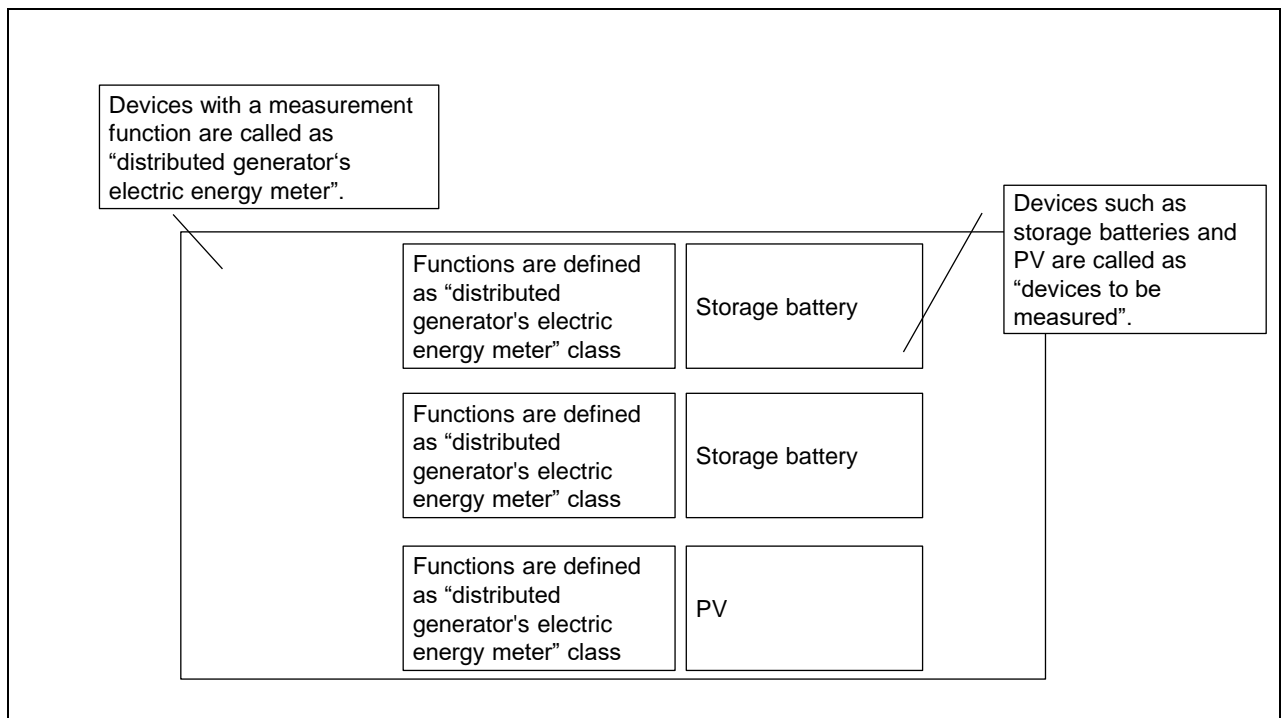 Devices with a measurement
function are called as
“distributed generator‘s
electric energy meter”.
Devices such as
storage batteries and
PV are called as
“devices to be
measured”.
Functions are defined
as “distributed
generator's electric
energy meter” class
Storage battery
Functions are defined
as “distributed
generator's electric
energy meter” class
Storage battery
Functions are defined
as “distributed
generator's electric
energy meter” class
PV